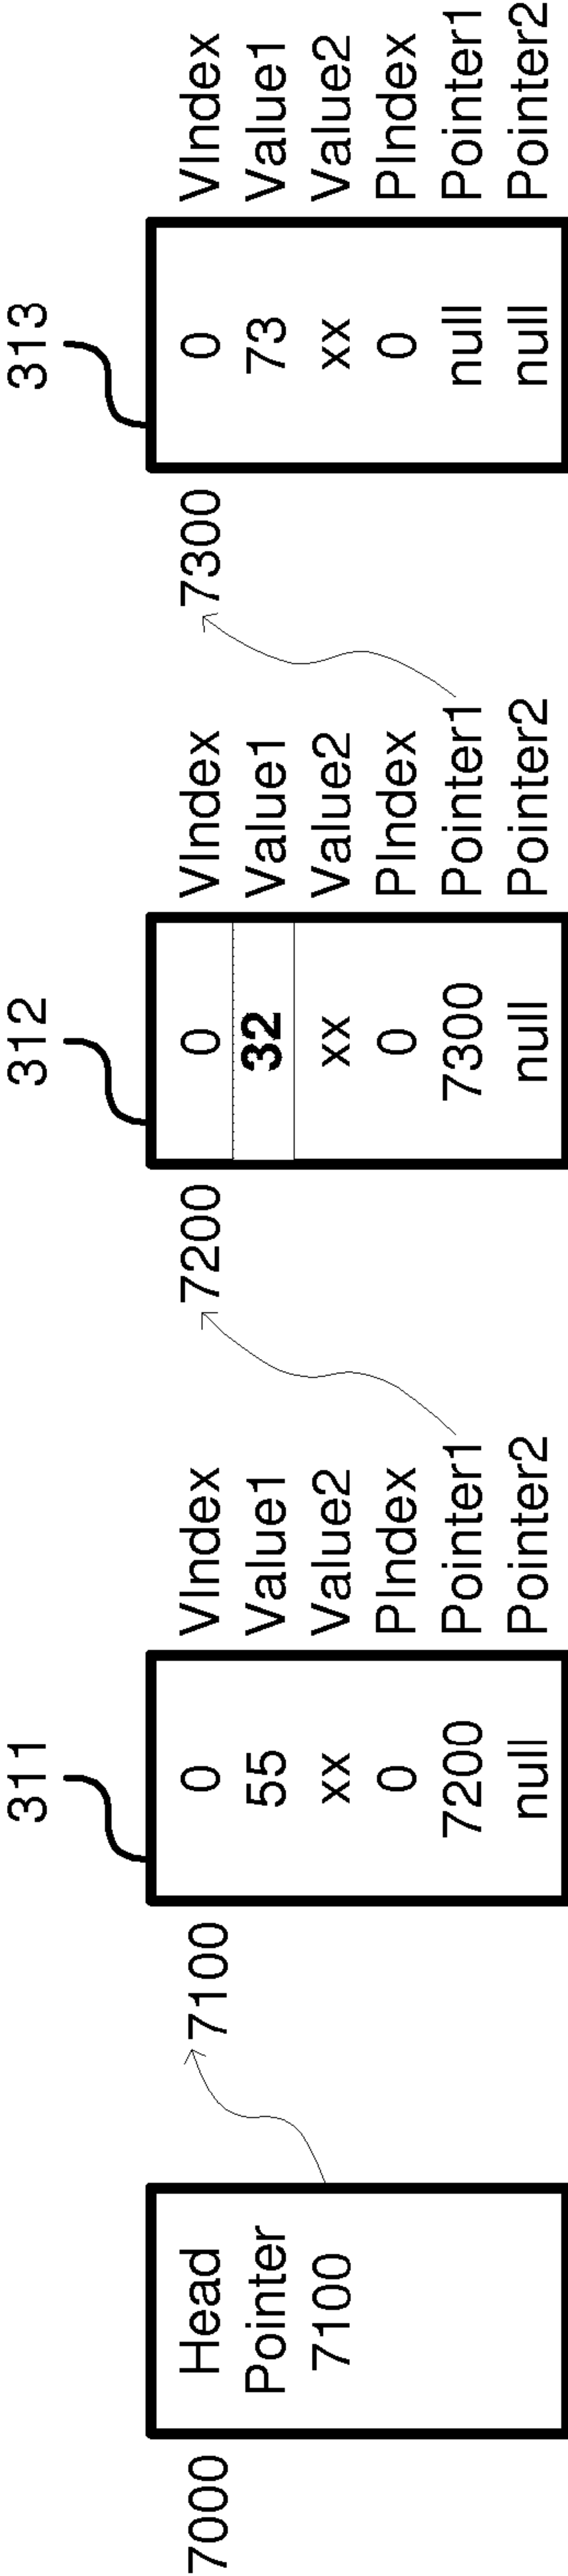 7000
Head
Pointer
7100
7100
311
0
55
xx
0
7200
null
VIndex
Value1
Value2
PIndex
Pointer1
Pointer2
7200
312
0
32
xx
0
7300
null
VIndex
Value1
Value2
PIndex
Pointer1
Pointer2
7300
313
0
73
xx
0
null
null
VIndex
Value1
Value2
PIndex
Pointer1
Pointer2